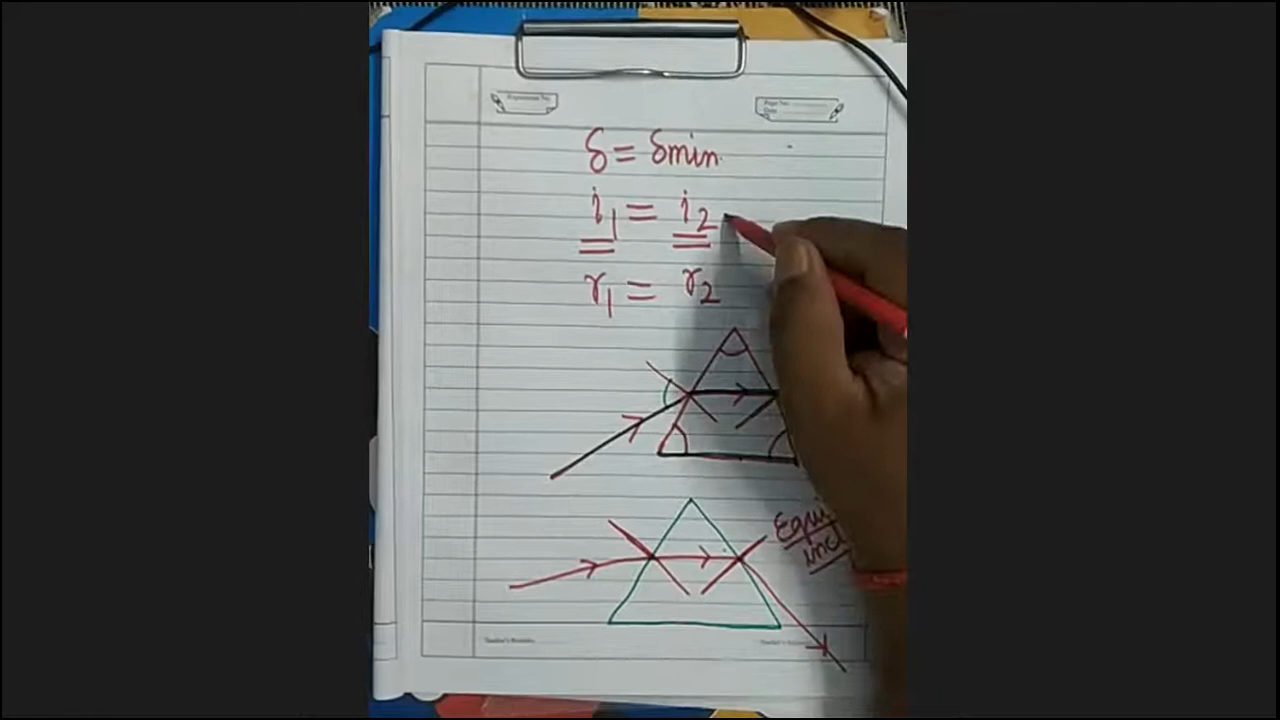 δ = δmin
i1 = i2
r1 = r2